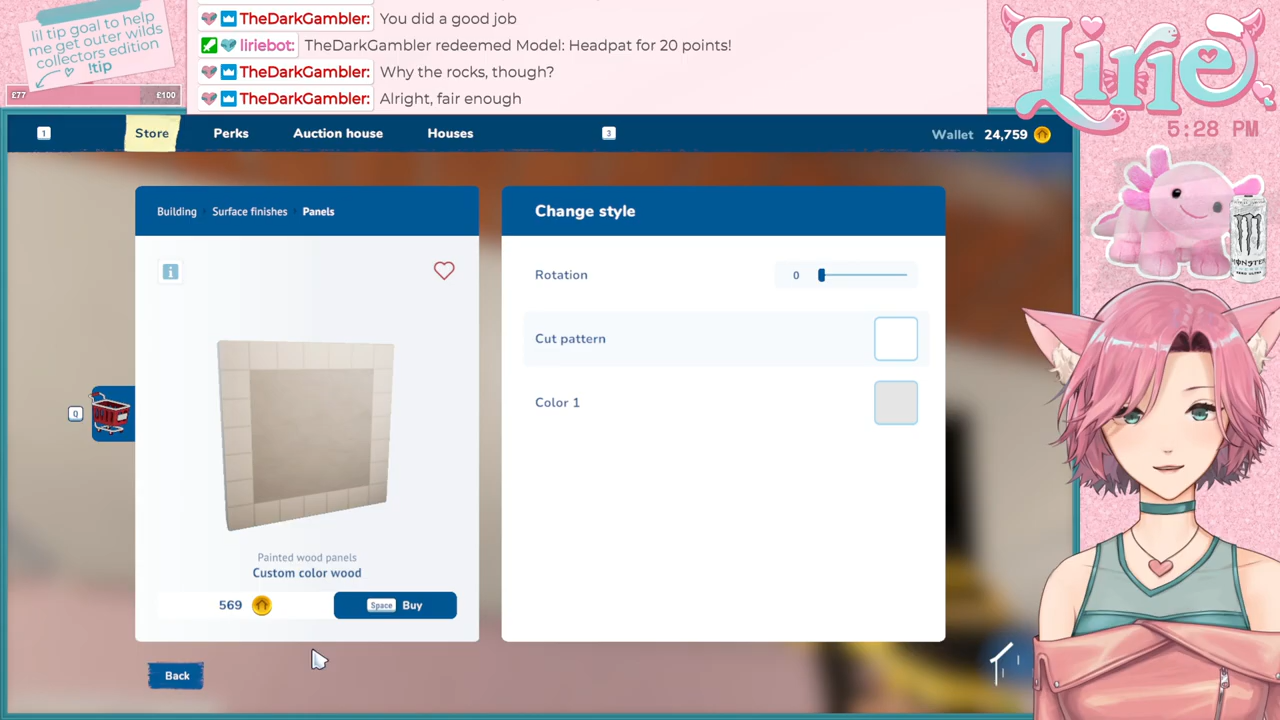 lil tip goal to help
me get outer wilds
collectors edition
!tip
£77
£100
TheDarkGambler: You did a good job
liriebot: TheDarkGambler redeemed Model: Headpat for 20 points!
TheDarkGambler: Why the rocks, though?
TheDarkGambler: Alright, fair enough
Lirie
5:28 PM
1
Store
Perks
Auction house
Houses
3
Wallet 24,759
Building
Surface finishes
Panels
Change style
Rotation
0
Cut pattern
Color 1
Q
Painted wood panels
Custom color wood
569
Space Buy
Back